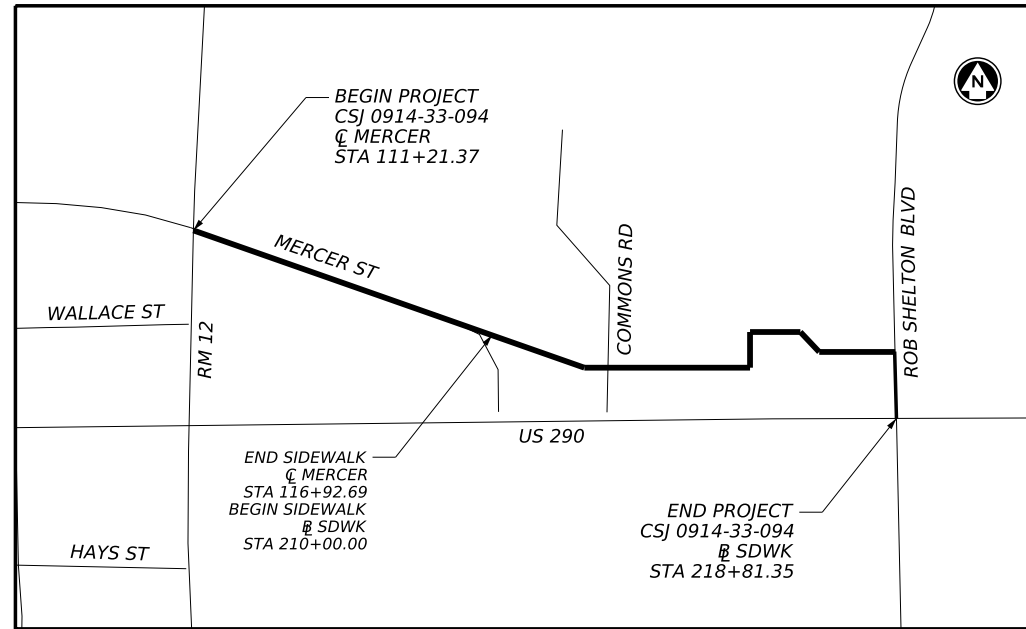 N
BEGIN PROJECT
CSJ 0914-33-094
℄ MERCER
STA 111+21.37
MERCER ST
COMMONS RD
ROB SHELTON BLVD
WALLACE ST
RM 12
US 290
END SIDEWALK
℄ MERCER
STA 116+92.69
BEGIN SIDEWALK
BL SDWK
STA 210+00.00
END PROJECT
CSJ 0914-33-094
BL SDWK
STA 218+81.35
HAYS ST